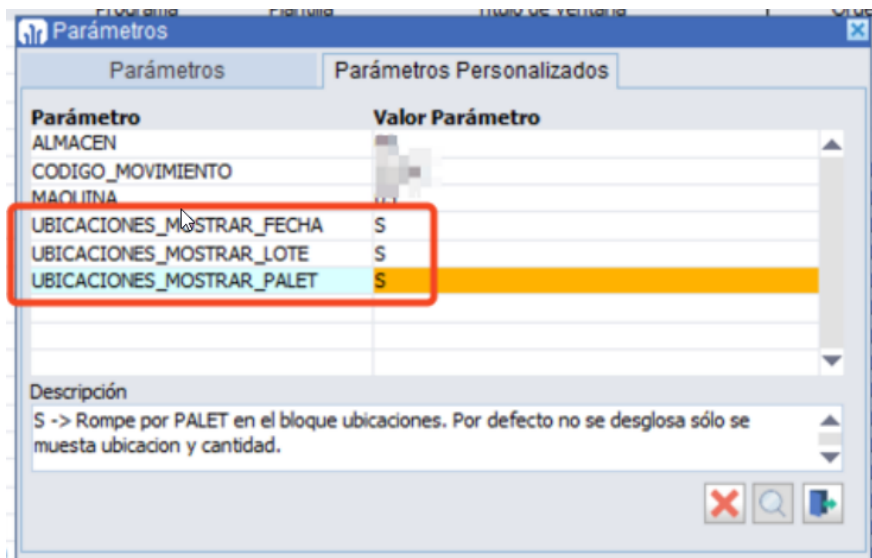 Parámetros
Parámetros Parámetros Personalizados
Parámetro Valor Parámetro
ALMACEN
CODIGO_MOVIMIENTO
MAQUINA
UBICACIONES_MOSTRAR_FECHA S
UBICACIONES_MOSTRAR_LOTE S
UBICACIONES_MOSTRAR_PALET S
Descripción
S -> Rompe por PALET en el bloque ubicaciones. Por defecto no se desglosa sólo se
muesta ubicacion y cantidad.